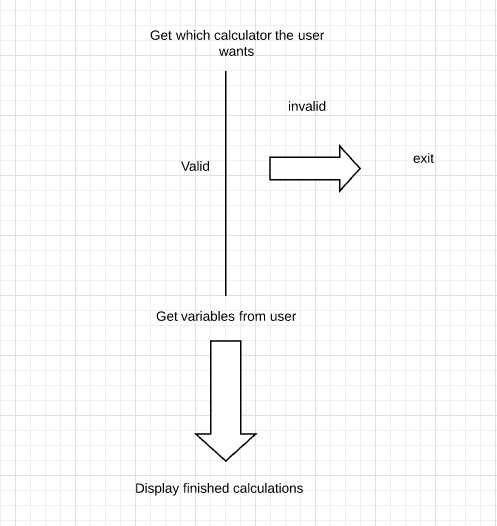 Get which calculator the user
wants
invalid
Valid
exit
Get variables from user
Display finished calculations